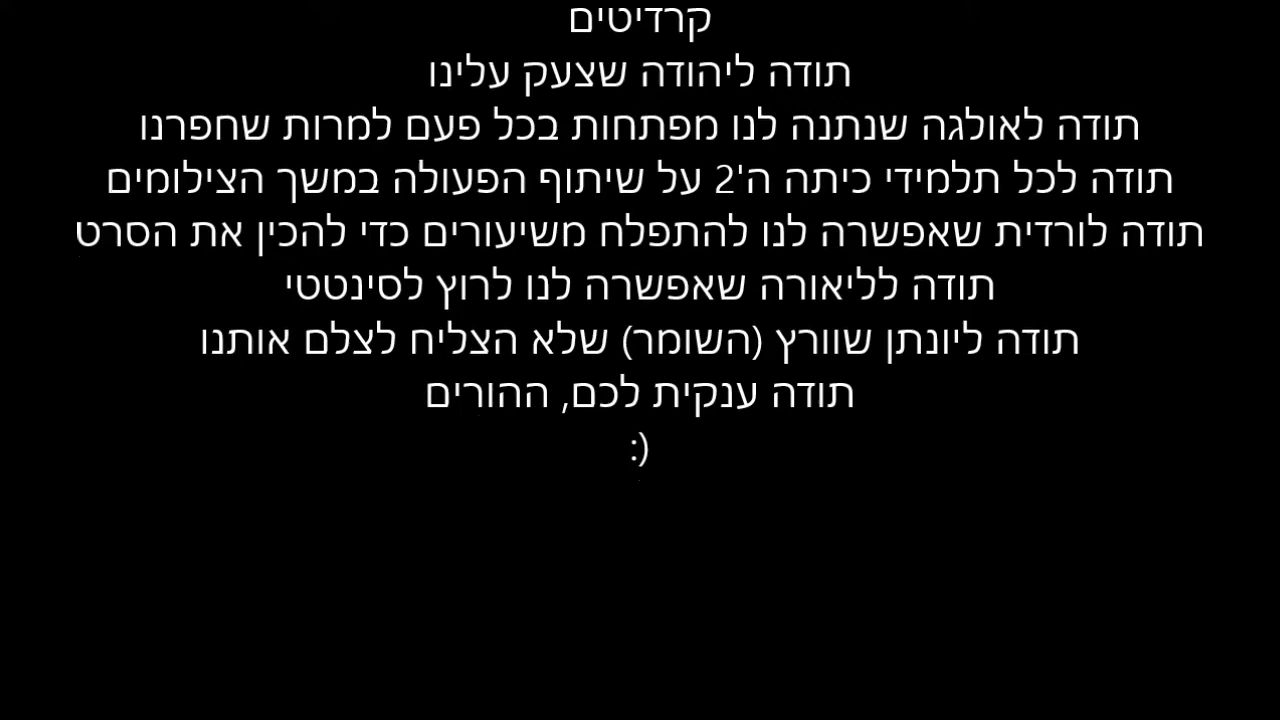 קרדיטים
תודה ליהודה שצעק עלינו
תודה לאולגה שנתנה לנו מפתחות בכל פעם למרות שחפרנו
תודה לכל תלמידי כיתה ה'2 על שיתוף הפעולה במשך הצילומים
תודה לורדית שאפשרה לנו להתפלח משיעורים כדי להכין את הסרט
תודה לליאורה שאפשרה לנו לרוץ לסינטטי
תודה ליונתן שוורץ (השומר) שלא הצליח לצלם אותנו
תודה ענקית לכם, ההורים
:)